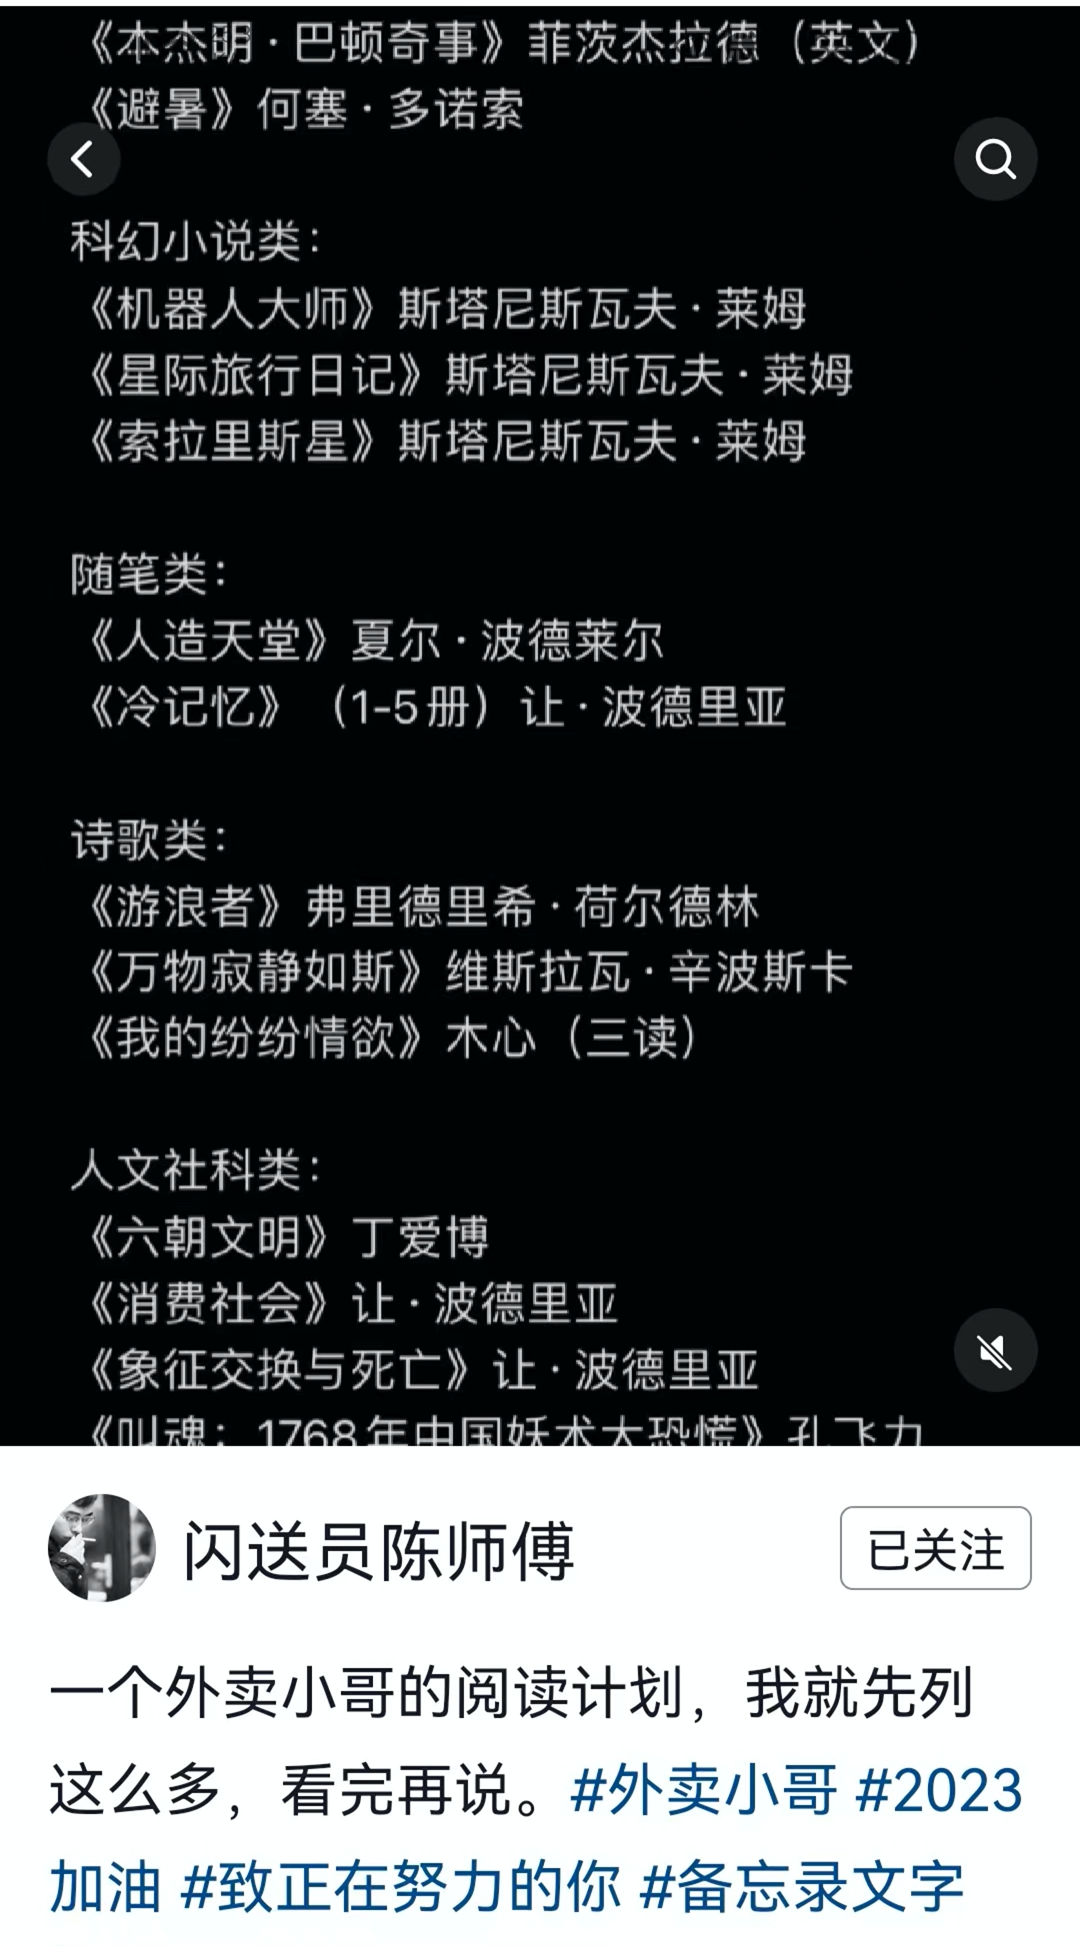 《本杰明·巴顿奇事》菲茨杰拉德（英文）
《避暑》何塞·多诺索
科幻小说类：
《机器人大师》斯塔尼斯瓦夫·莱姆
《星际旅行日记》斯塔尼斯瓦夫·莱姆
《索拉里斯星》斯塔尼斯瓦夫·莱姆
随笔类：
《人造天堂》夏尔·波德莱尔
《冷记忆》（1-5册）让·波德里亚
诗歌类：
《游浪者》弗里德里希·荷尔德林
《万物寂静如斯》维斯拉瓦·辛波斯卡
《我的纷纷情欲》木心（三读）
人文社科类：
《六朝文明》丁爱博
《消费社会》让·波德里亚
《象征交换与死亡》让·波德里亚
《叫魂：1768年中国妖术大恐慌》孔飞力
闪送员陈师傅
已关注
一个外卖小哥的阅读计划，我就先列
这么多，看完再说。#外卖小哥 #2023
加油 #致正在努力的你 #备忘录文字